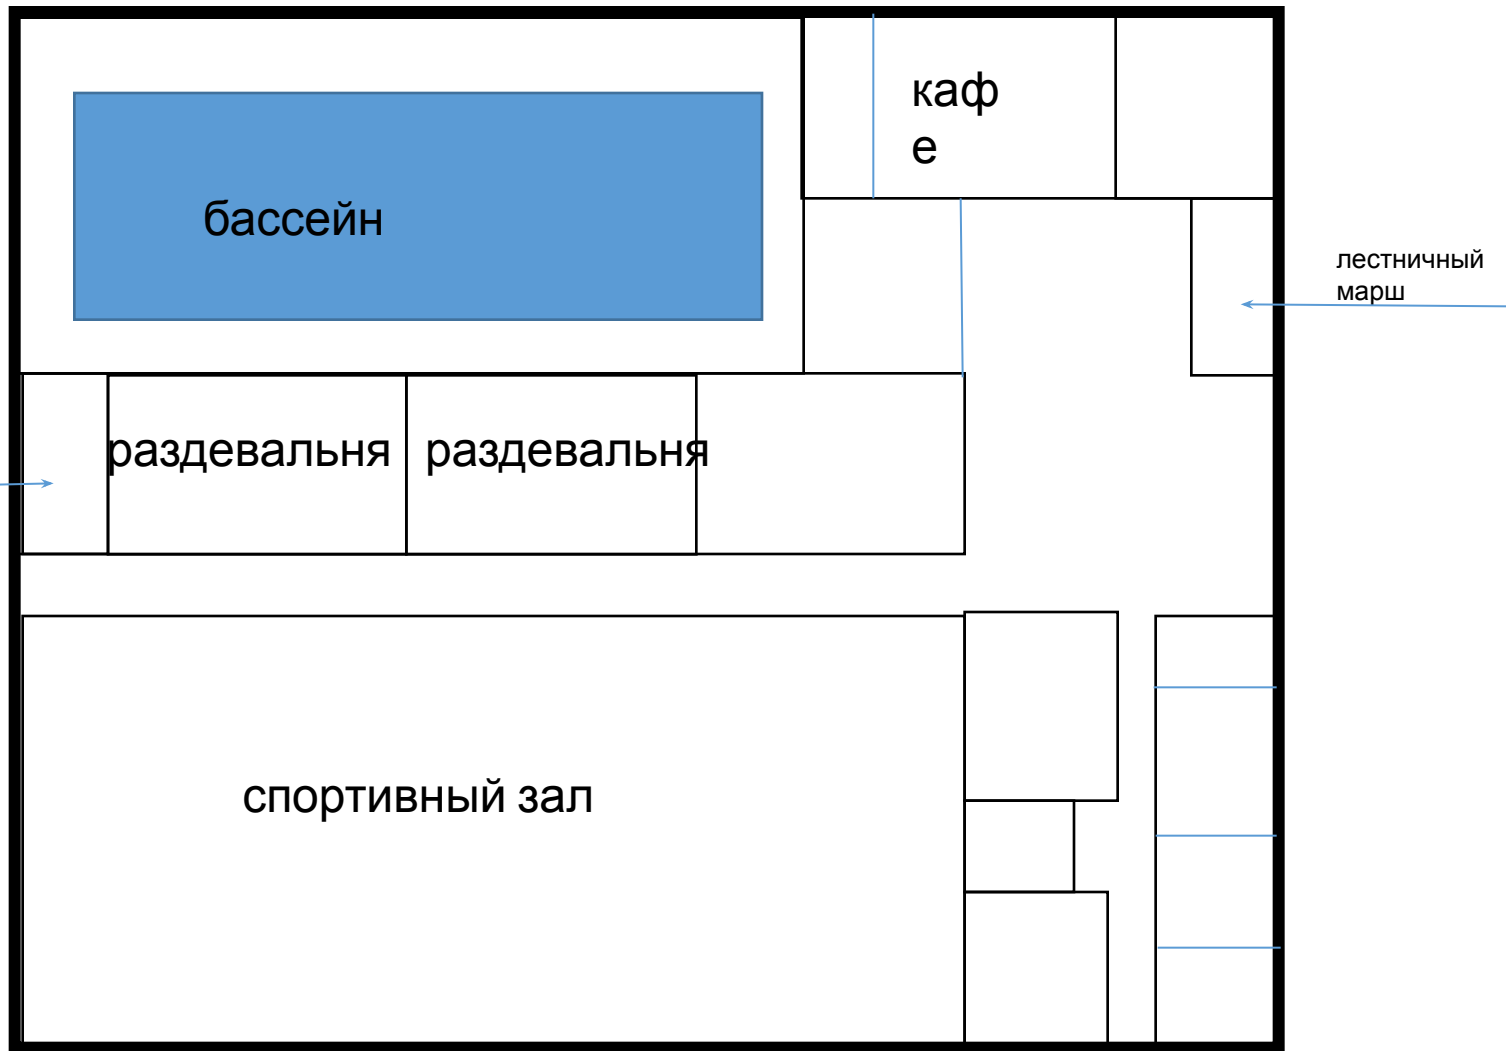 каф
е
бассейн
лестничный
марш
раздевальня раздевальня
спортивный зал